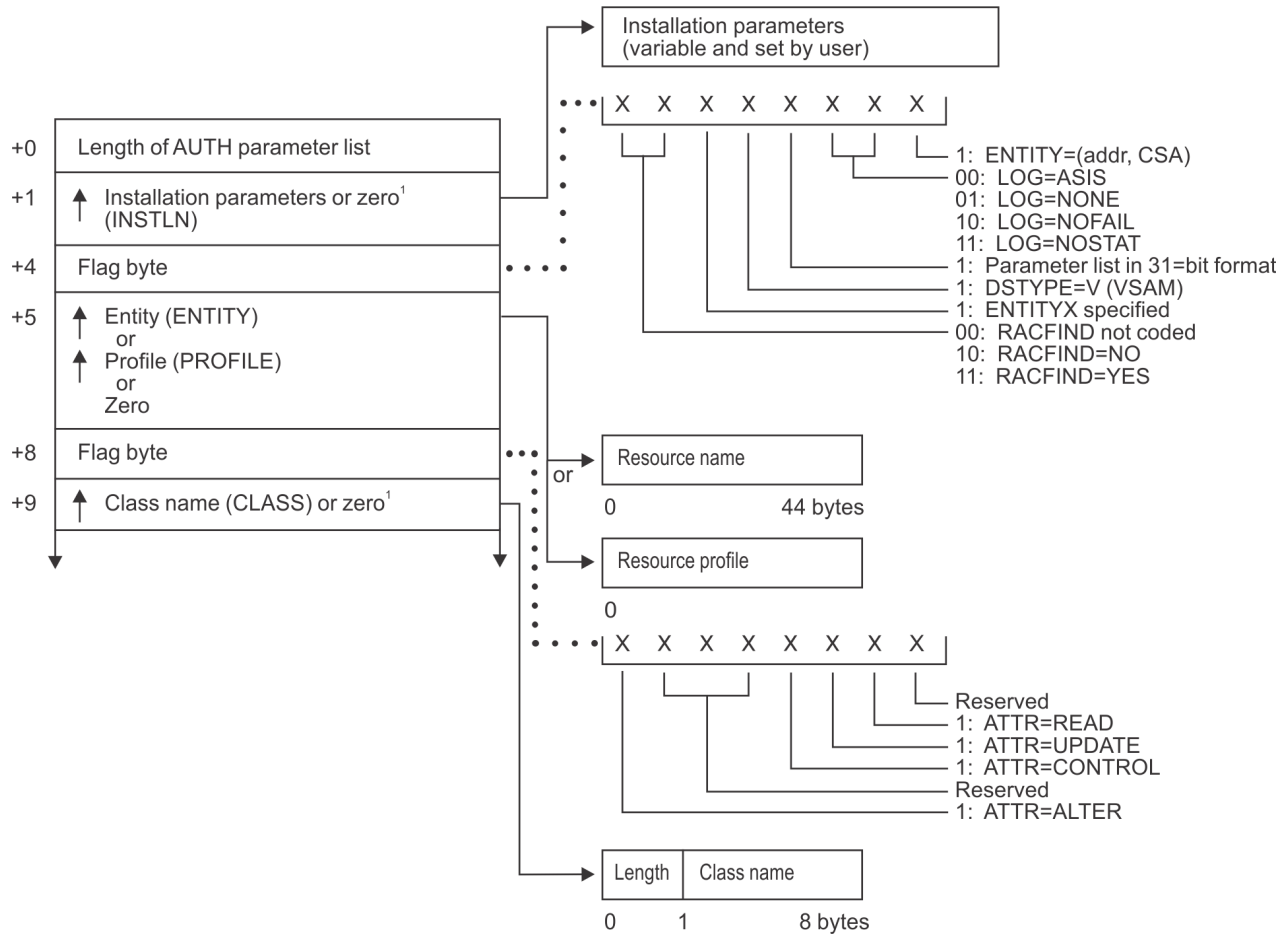 Installation parameters
(variable and set by user)
X X X X X X X X
+0 Length of AUTH parameter list
1: ENTITY=(addr, CSA)
00: LOG=ASIS
01: LOG=NONE
10: LOG=NOFAIL
11: LOG=NOSTAT
1: Parameter list in 31=bit format
1: DSTYPE=V (VSAM)
1: ENTITYX specified
00: RACFIND not coded
10: RACFIND=NO
11: RACFIND=YES
+1 Installation parameters or zero1
(INSTLN)
+4 Flag byte
+5 Entity (ENTITY)
or
Profile (PROFILE)
or
Zero
+8 Flag byte
+9 Class name (CLASS) or zero1
or
Resource name
0 44 bytes
Resource profile
0
X X X X X X X X
Reserved
1: ATTR=READ
1: ATTR=UPDATE
1: ATTR=CONTROL
Reserved
1: ATTR=ALTER
Length Class name
0 1 8 bytes